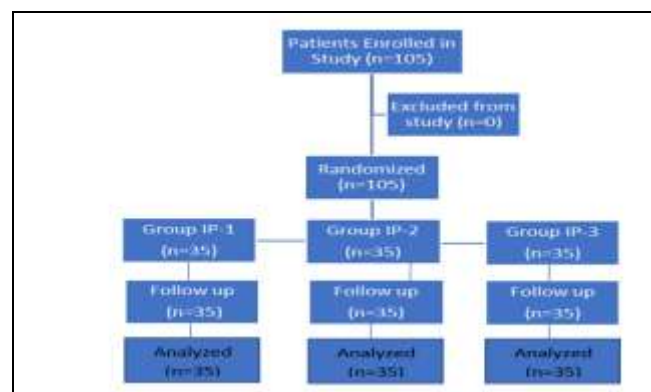 Patients Enrolled in
Study (n=105)
Excluded from
study (n=0)
Randomized
(n=105)
Group IP-1
(n=35)
Group IP-2
(n=35)
Group IP-3
(n=35)
Follow up
(n=35)
Follow up
(n=35)
Follow up
(n=35)
Analyzed
(n=35)
Analyzed
(n=35)
Analyzed
(n=35)